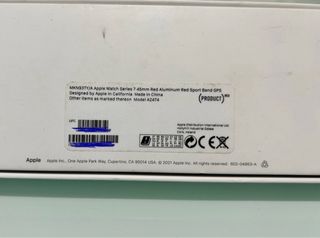 MKN93TY/A Apple Watch Series 7 45mm Red Aluminum Red Sport Band GPS
Designed by Apple in California Made in China
Other items as marked thereon Model A2474
(PRODUCT)RED
UPC
Apple Distribution International Ltd
Hollyhill Industrial Estate
Cork, Ireland
Apple Apple Inc., One Apple Park Way, Cupertino, CA 95014 USA. © 2021 Apple Inc. All rights reserved.